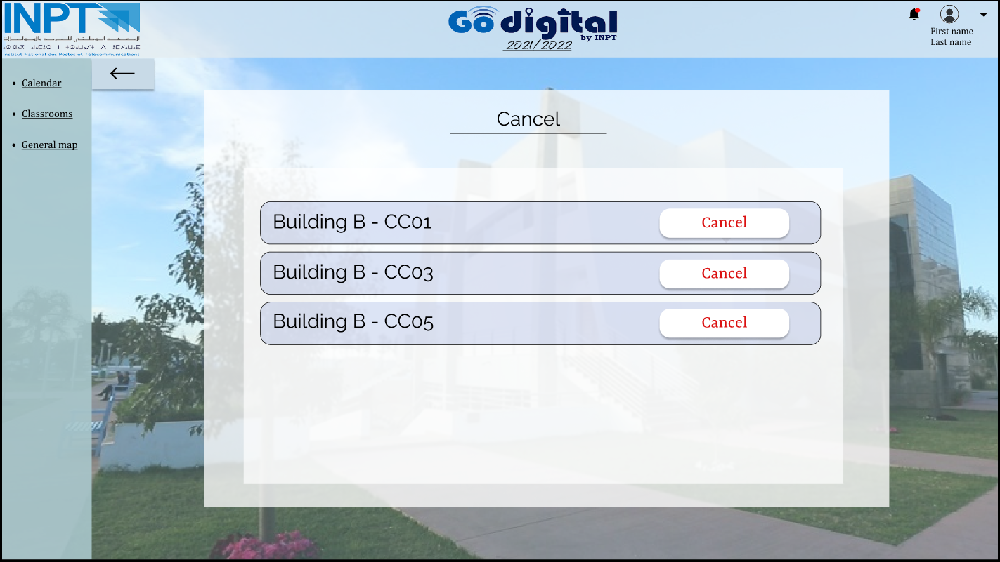 INPT
المعهد الوطني للبريد والمواصلات
Institut National des Postes et Télécommunications
Go digital
by INPT
2021/2022
First name
Last name
Calendar
Classrooms
General map
Cancel
Building B - CC01
Cancel
Building B - CC03
Cancel
Building B - CC05
Cancel